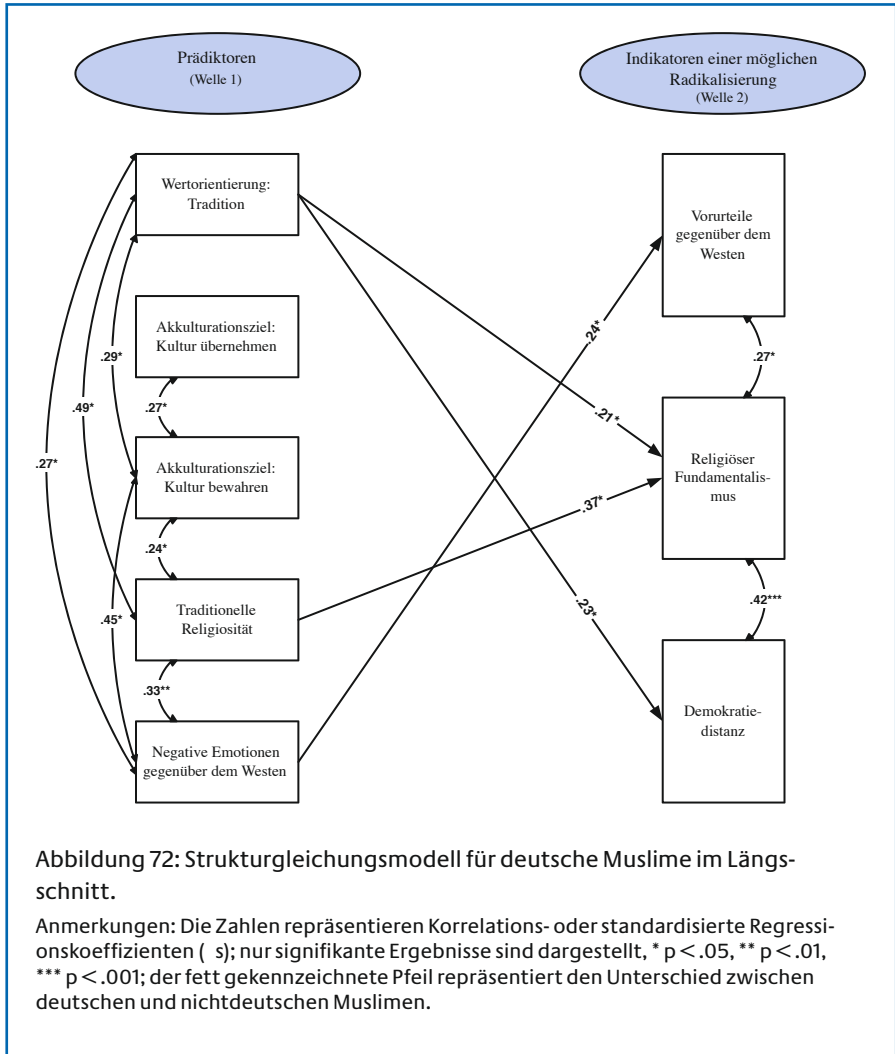 Prädiktoren
(Welle 1)
Indikatoren einer möglichen
Radikalisierung
(Welle 2)
Wertorientierung:
Tradition
Akkulturationsziel:
Kultur übernehmen
Akkulturationsziel:
Kultur bewahren
Traditionelle
Religiosität
Negative Emotionen
gegenüber dem Westen
.27*
.49*
.29*
.27*
.24*
.45*
.33**
.24*
.21*
.37*
.23*
Vorurteile
gegenüber dem
Westen
.27*
Religiöser
Fundamentalis-
mus
.42***
Demokratie-
distanz
Abbildung 72: Strukturgleichungsmodell für deutsche Muslime im Längs-
schnitt.
Anmerkungen: Die Zahlen repräsentieren Korrelations- oder standardisierte Regressi-
onskoeffizienten ( s); nur signifikante Ergebnisse sind dargestellt, * p < .05, ** p < .01,
*** p < .001; der fett gekennzeichnete Pfeil repräsentiert den Unterschied zwischen
deutschen und nichtdeutschen Muslimen.